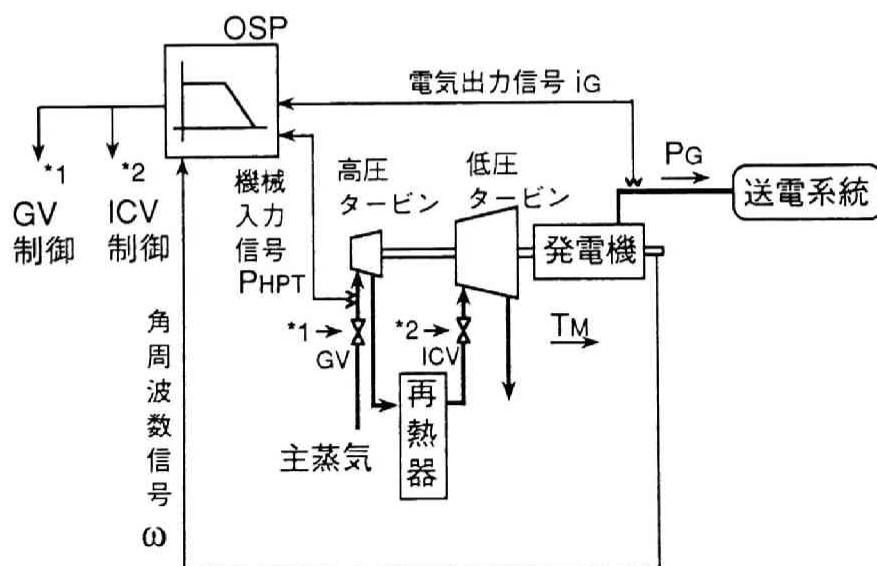 OSP
電気出力信号 iG
*1
GV
制御
*2
ICV
制御
機械
入力
信号
PHPT
高圧
タービン
低圧
タービン
PG
送電系統
発電機
TM
*1
GV
*2
ICV
再熱器
主蒸気
角周波数信号
ω